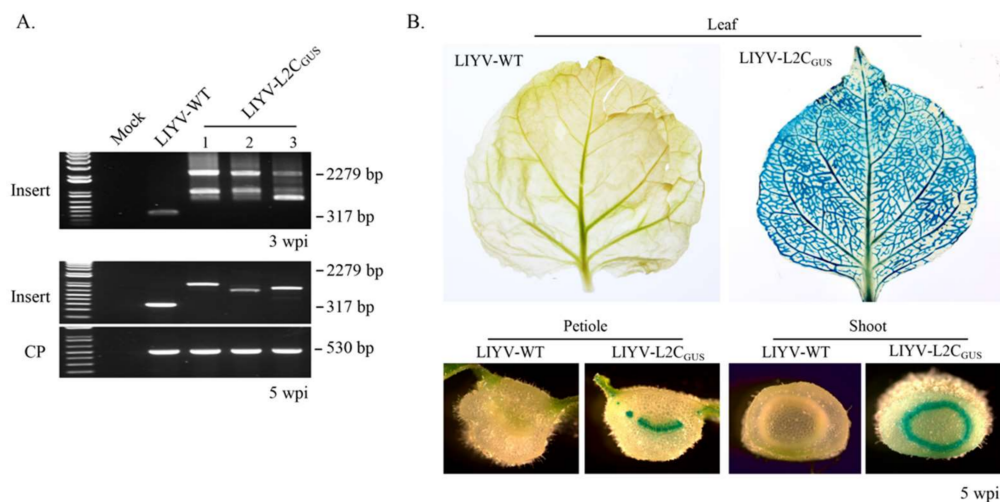 A.
Mock
LIYV-WT
LIYV-L2CGUS
1 2 3
Insert
2279 bp
317 bp
3 wpi
Insert
2279 bp
317 bp
CP
530 bp
5 wpi
B.
Leaf
LIYV-WT
LIYV-L2CGUS
Petiole
LIYV-WT
LIYV-L2CGUS
Shoot
LIYV-WT
LIYV-L2CGUS
5 wpi